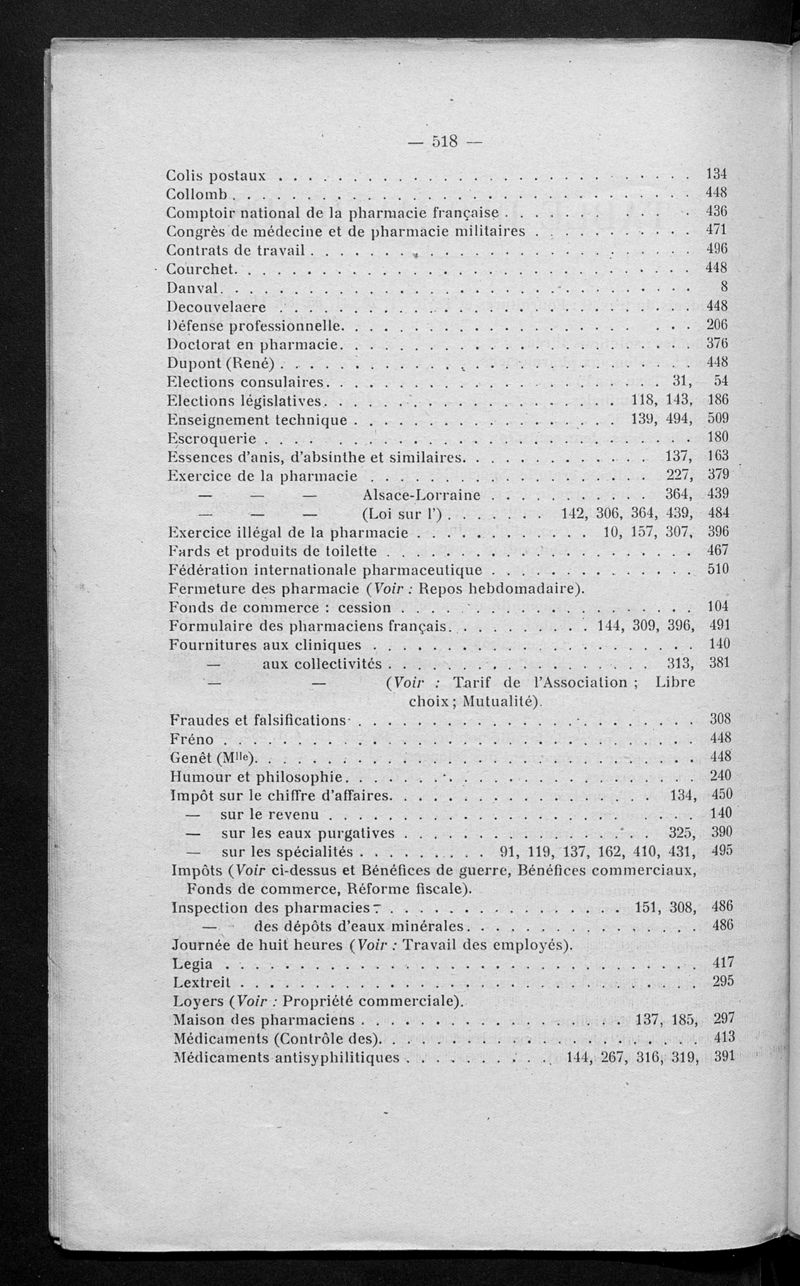 — 518 —
Colis postaux . . . . . . . . . . . . . . . . . . . . 134
Collomb . . . . . . . . . . . . . . . . . . . . 448
Comptoir national de la pharmacie française . . . . . . . . . . 436
Congrès de médecine et de pharmacie militaires . . . . . . . . . . 471
Contrats de travail . . . . . . . . . . . . . . . . . . . . 496
Courchet . . . . . . . . . . . . . . . . . . . . 448
Danval . . . . . . . . . . . . . . . . . . . . 8
Decouvelaere . . . . . . . . . . . . . . . . . . . . 448
Défense professionnelle . . . . . . . . . . . . . . . . . . . . 206
Doctorat en pharmacie . . . . . . . . . . . . . . . . . . . . 376
Dupont (René) . . . . . . . . . . . . . . . . . . . . 448
Elections consulaires . . . . . . . . . . . . . . . . . . . . 31, 54
Elections législatives . . . . . . . . . . . . . . . . . . . . 118, 143, 186
Enseignement technique . . . . . . . . . . . . . . . . . . 139, 494, 509
Escroquerie . . . . . . . . . . . . . . . . . . . . 180
Essences d'anis, d'absinthe et similaires . . . . . . . . . . . . . 137, 163
Exercice de la pharmacie . . . . . . . . . . . . . . . . . . . 227, 379
— — — Alsace-Lorraine . . . . . . . . . . . 364, 439
— — — (Loi sur l') . . . . . . . 142, 306, 364, 439, 484
Exercice illégal de la pharmacie . . . . . . . . . . . . 10, 157, 307, 396
Fards et produits de toilette . . . . . . . . . . . . . . . . . . . . 467
Fédération internationale pharmaceutique . . . . . . . . . . . . . . 510
Fermeture des pharmacie (Voir : Repos hebdomadaire).
Fonds de commerce : cession . . . . . . . . . . . . . . . . . . . . 104
Formulaire des pharmaciens français . . . . . . . . . . 144, 309, 396, 491
Fournitures aux cliniques . . . . . . . . . . . . . . . . . . . . 140
— aux collectivités . . . . . . . . . . . . . . . . . . 313, 381
— — (Voir : Tarif de l'Association ; Libre
choix ; Mutualité).
Fraudes et falsifications . . . . . . . . . . . . . . . . . . . . 308
Fréno . . . . . . . . . . . . . . . . . . . . 448
Genêt (Mlle) . . . . . . . . . . . . . . . . . . . . 448
Humour et philosophie . . . . . . . . . . . . . . . . . . . . 240
Impôt sur le chiffre d'affaires . . . . . . . . . . . . . . . . . . 134, 450
— sur le revenu . . . . . . . . . . . . . . . . . . . . 140
— sur les eaux purgatives . . . . . . . . . . . . . . . . . 325, 390
— sur les spécialités . . . . . . . . . 91, 119, 137, 162, 410, 431, 495
Impôts (Voir ci-dessus et Bénéfices de guerre, Bénéfices commerciaux,
Fonds de commerce, Réforme fiscale).
Inspection des pharmacies . . . . . . . . . . . . . . . . 151, 308, 486
— des dépôts d'eaux minérales . . . . . . . . . . . . . . . . 486
Journée de huit heures (Voir : Travail des employés).
Legia . . . . . . . . . . . . . . . . . . . . 417
Lextreit . . . . . . . . . . . . . . . . . . . . 295
Loyers (Voir : Propriété commerciale).
Maison des pharmaciens . . . . . . . . . . . . . . . . . . 137, 185, 297
Médicaments (Contrôle des) . . . . . . . . . . . . . . . . . . . . 413
Médicaments antisyphilitiques . . . . . . . . . . 144, 267, 316, 319, 391